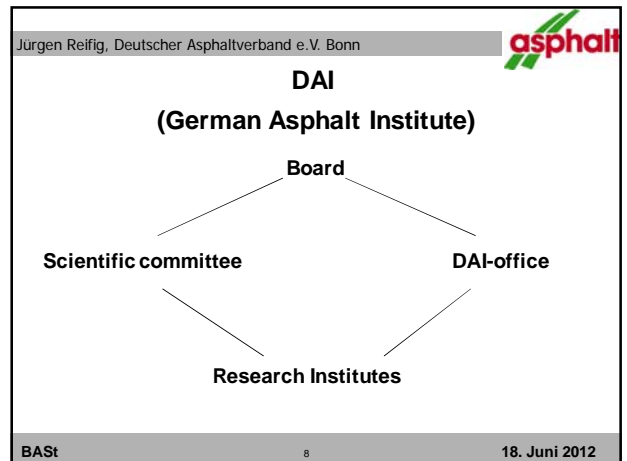 Jürgen Reifig, Deutscher Asphaltverband e.V. Bonn
asphalt
DAI
(German Asphalt Institute)
Board
Scientific committee DAI-office
Research Institutes
BASt 8 18. Juni 2012